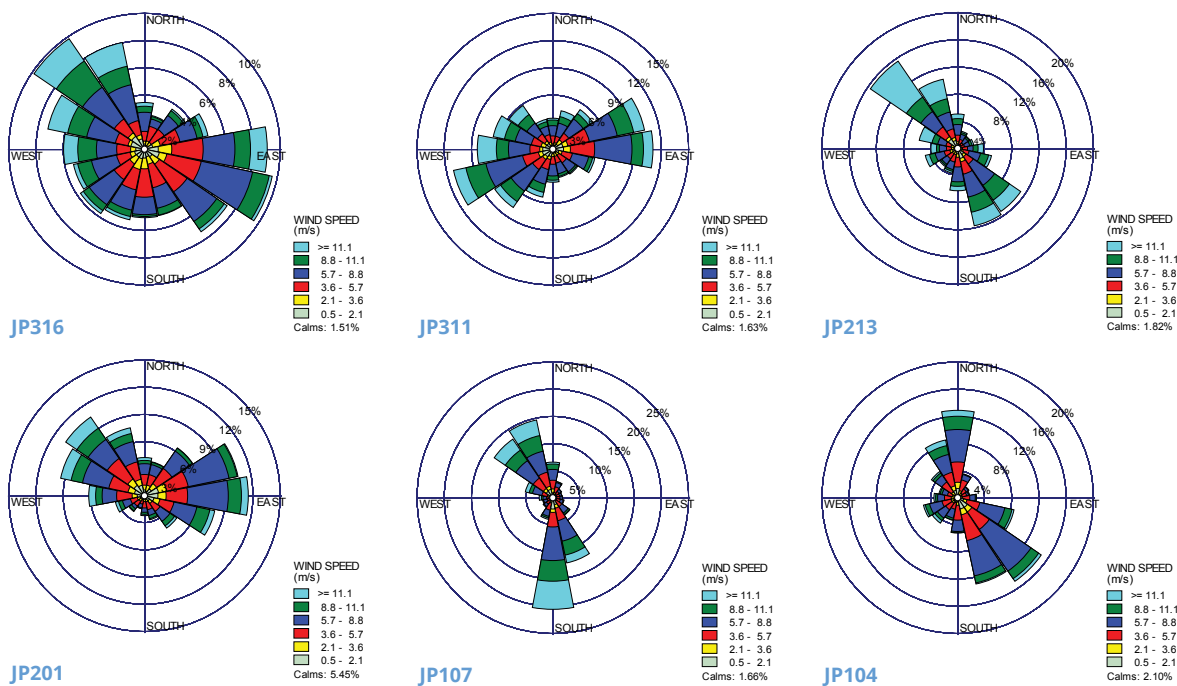 NORTH
10%
8%
6%
2%
WEST
EAST
SOUTH
WIND SPEED
(m/s)
>= 11.1
8.8 - 11.1
5.7 - 8.8
3.6 - 5.7
2.1 - 3.6
0.5 - 2.1
Calms: 1.51%
JP316
NORTH
15%
12%
9%
6%
3%
WEST
EAST
SOUTH
WIND SPEED
(m/s)
>= 11.1
8.8 - 11.1
5.7 - 8.8
3.6 - 5.7
2.1 - 3.6
0.5 - 2.1
Calms: 1.63%
JP311
NORTH
20%
16%
12%
8%
4%
WEST
EAST
SOUTH
WIND SPEED
(m/s)
>= 11.1
8.8 - 11.1
5.7 - 8.8
3.6 - 5.7
2.1 - 3.6
0.5 - 2.1
Calms: 1.82%
JP213
NORTH
15%
12%
9%
6%
WEST
EAST
SOUTH
WIND SPEED
(m/s)
>= 11.1
8.8 - 11.1
5.7 - 8.8
3.6 - 5.7
2.1 - 3.6
0.5 - 2.1
Calms: 5.45%
JP201
NORTH
25%
20%
15%
10%
5%
WEST
EAST
SOUTH
WIND SPEED
(m/s)
>= 11.1
8.8 - 11.1
5.7 - 8.8
3.6 - 5.7
2.1 - 3.6
0.5 - 2.1
Calms: 1.66%
JP107
NORTH
20%
16%
12%
8%
4%
WEST
EAST
SOUTH
WIND SPEED
(m/s)
>= 11.1
8.8 - 11.1
5.7 - 8.8
3.6 - 5.7
2.1 - 3.6
0.5 - 2.1
Calms: 2.10%
JP104